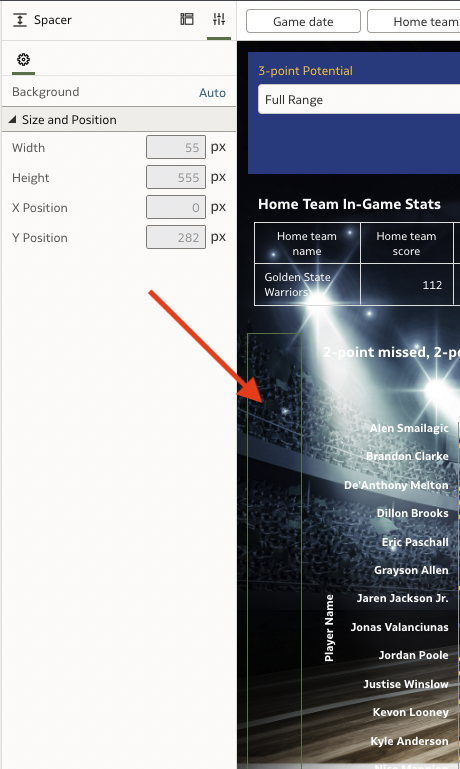 Spacer
Game date
Home team
Background
Auto
Size and Position
Width
55
px
Height
555
px
X Position
0
px
Y Position
282
px
3-point Potential
Full Range
Home Team In-Game Stats
Home team
name
Home team
score
Golden State
Warriors
112
2-point missed, 2-po
Player Name
Alen Smailagic
Brandon Clarke
De'Anthony Melton
Dillon Brooks
Eric Paschall
Grayson Allen
Jaren Jackson Jr.
Jonas Valanciunas
Jordan Poole
Justise Winslow
Kevon Looney
Kyle Anderson